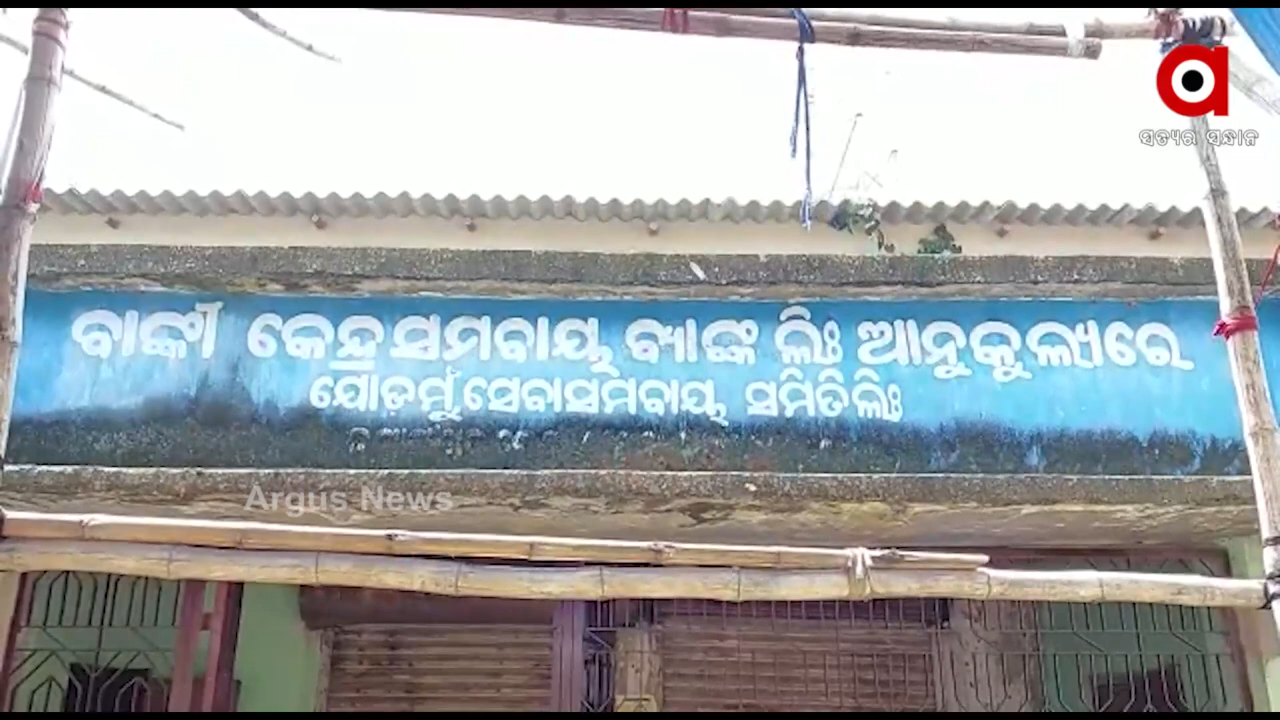 ସତ୍ୟର ସନ୍ଧାନ
ବାଙ୍କୀ କେନ୍ଦ୍ର ସମବାୟ ବ୍ୟାଙ୍କ ଲିଃ ଆନୁକୁଲ୍ୟରେ
ଯୋଡ଼ମୁଁ ସେବା ସମବାୟ ସମିତି ଲିଃ
Argus News